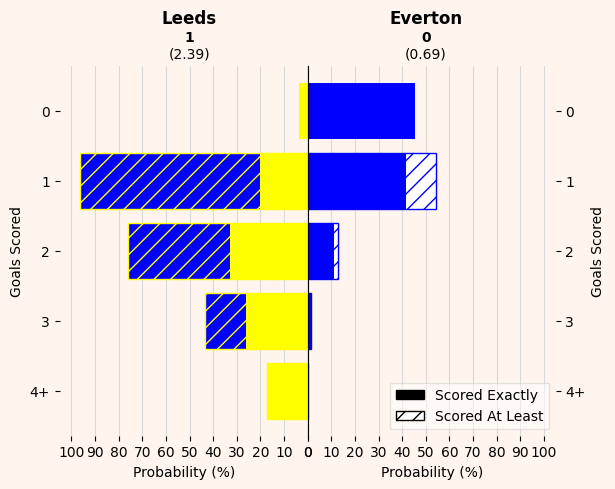 Leeds Everton
1 0
(2.39) (0.69)
0 0
1 1
2 2
3 3
4+ 4+
Goals Scored Goals Scored
Scored Exactly
Scored At Least
100 90 80 70 60 50 40 30 20 10 0 0 10 20 30 40 50 60 70 80 90 100
Probability (%) Probability (%)